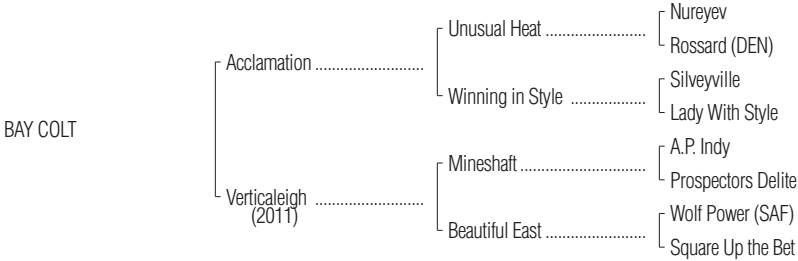 Nureyev
Unusual Heat ........................
Rossard (DEN)
Acclamation ..........................
Silveyville
Winning in Style ..................
Lady With Style
BAY COLT
A.P. Indy
Mineshaft ..............................
Prospectors Delite
Verticaleigh ..........................
(2011)
Wolf Power (SAF)
Beautiful East ........................
Square Up the Bet